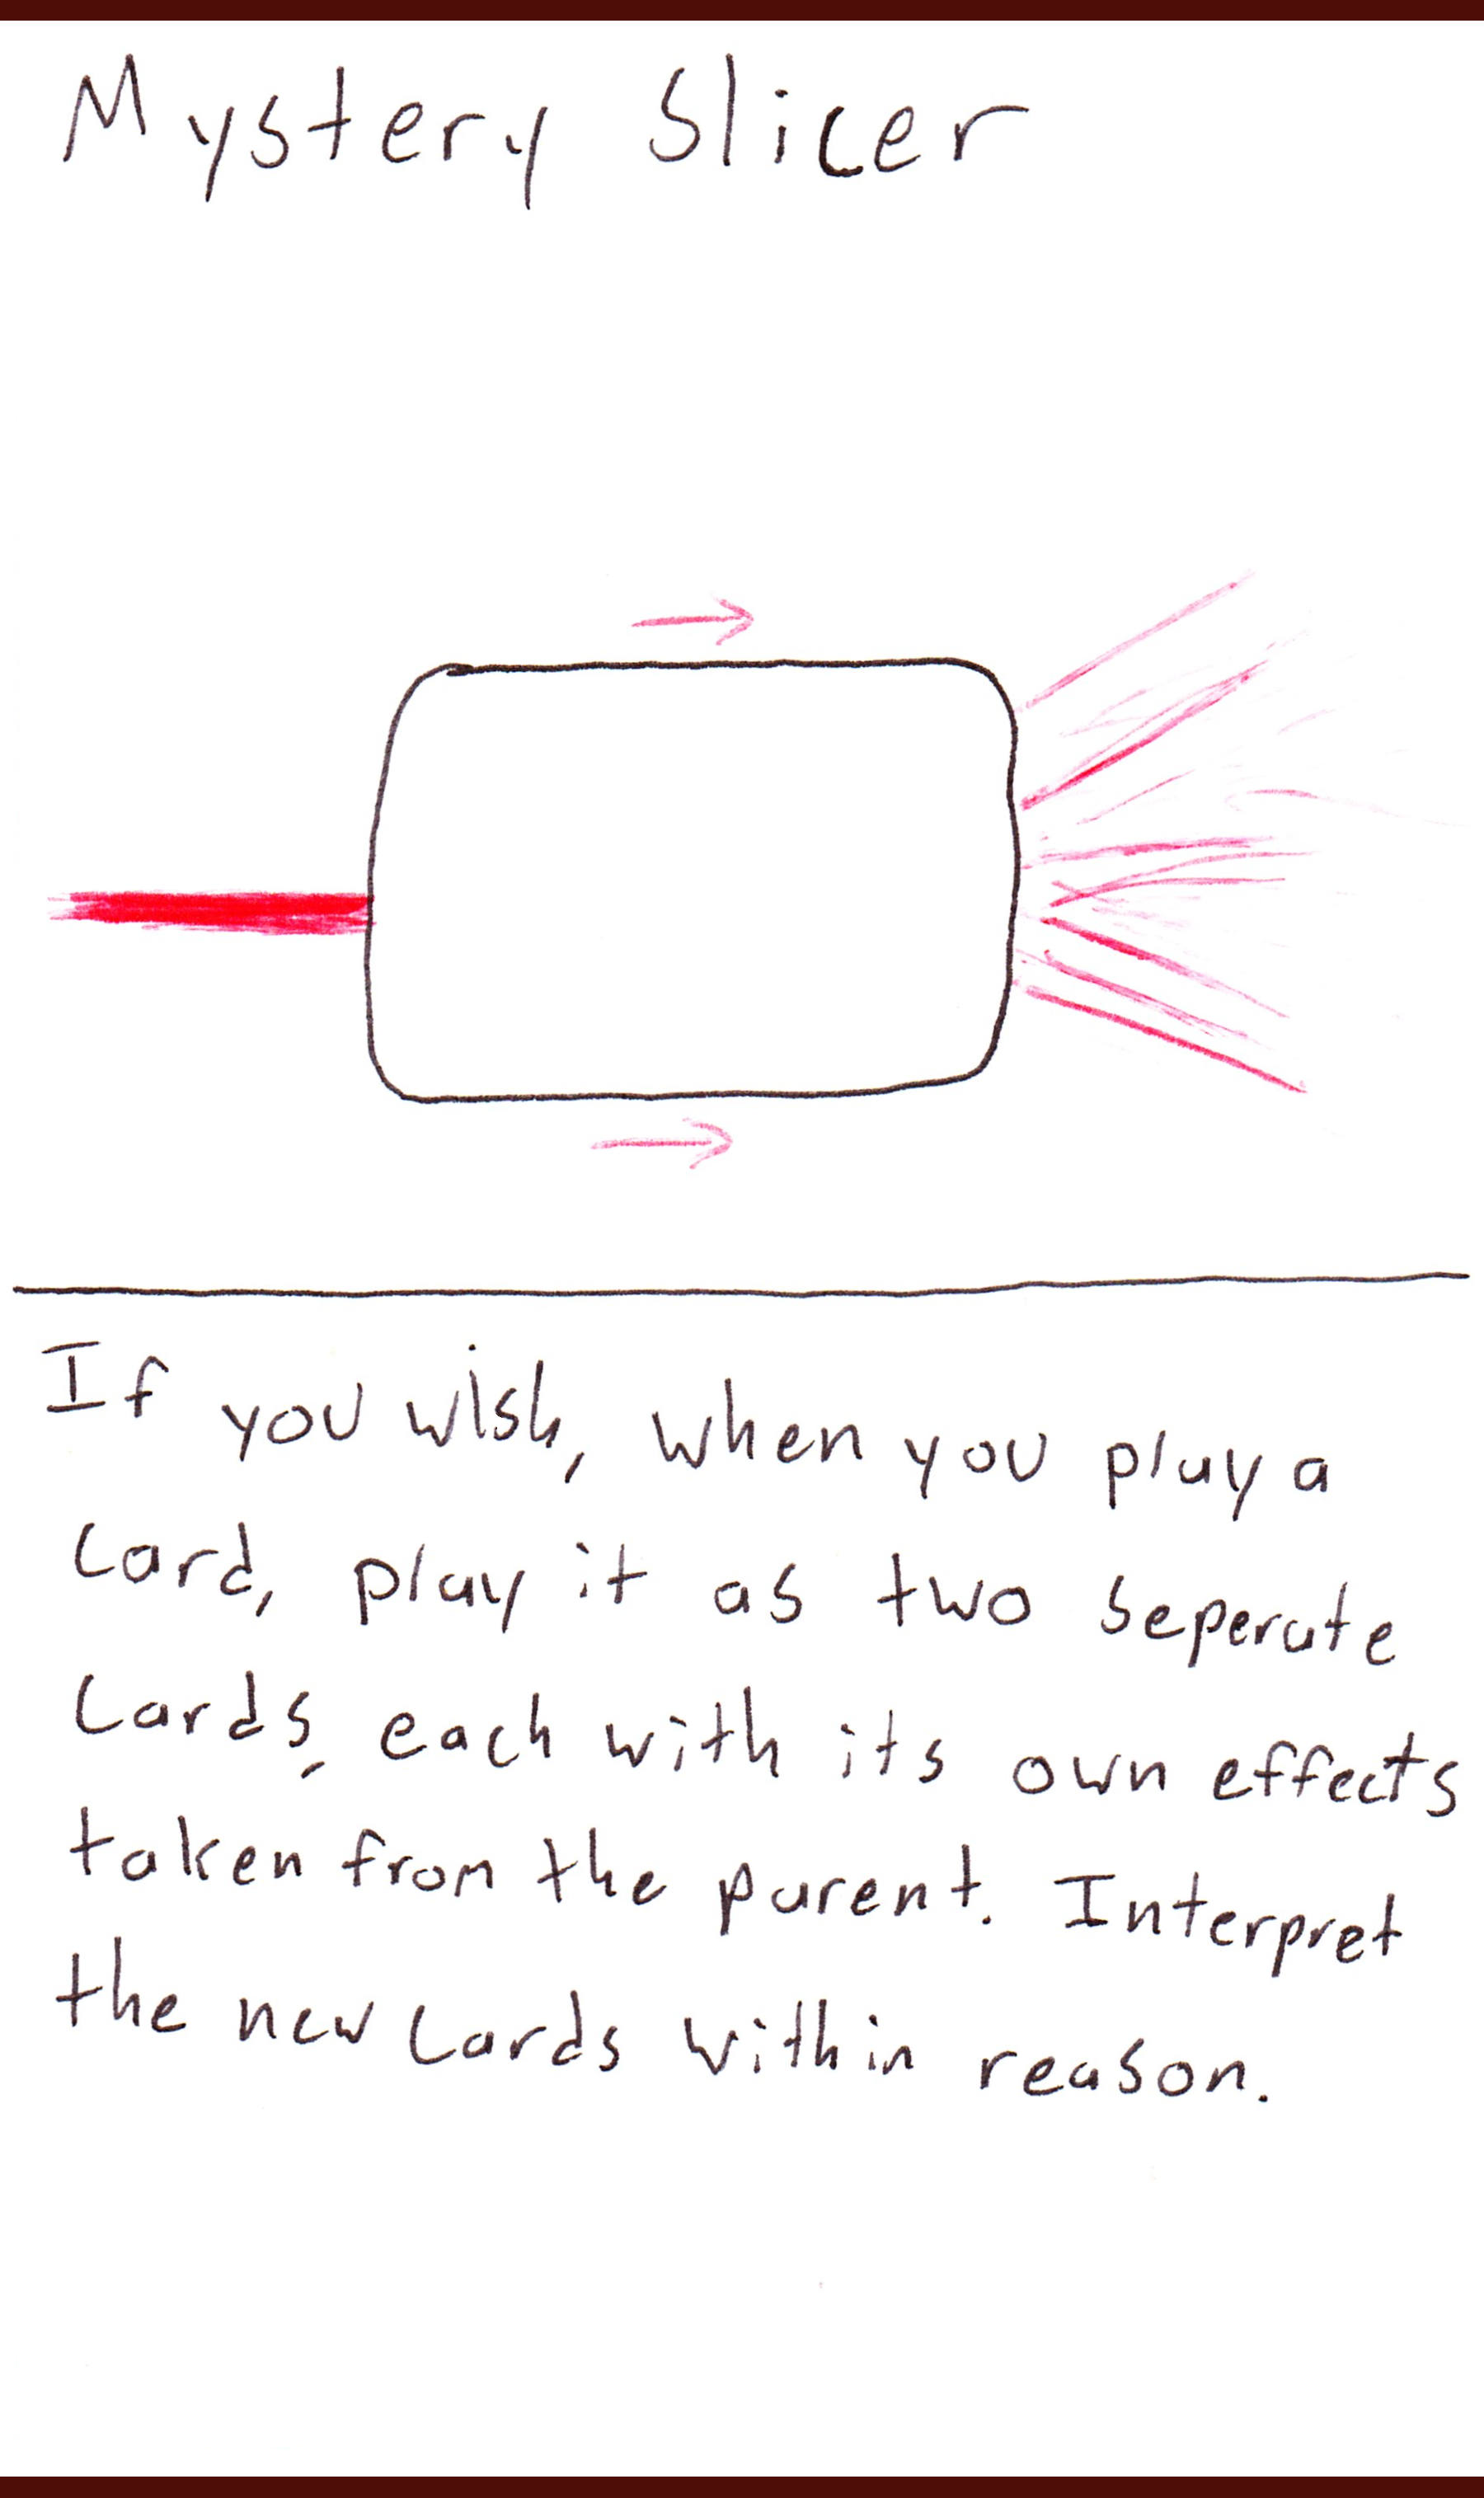 Mystery Slicer
If you wish, when you play a
Card, play it as two seperate
Cards, each with its own effects
taken from the parent. Interpret
the new Cards within reason.